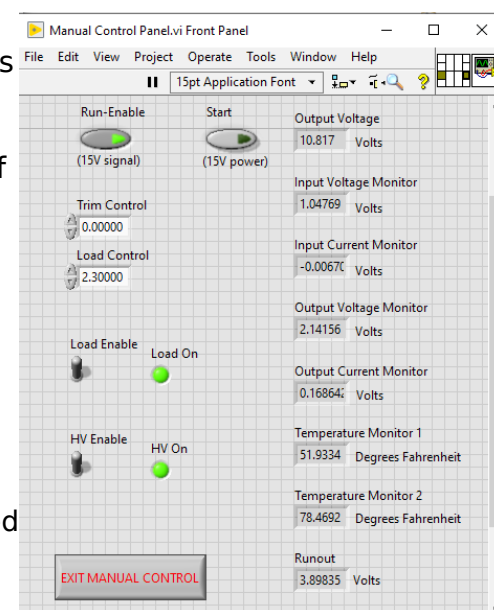 Manual Control Panel.vi Front Panel
s
File Edit View Project Operate Tools Window Help
15pt Application Font
Run-Enable
(15V signal)
Start
(15V power)
f
Trim Control
0.00000
Load Control
2.30000
Load Enable
Load On
HV Enable
HV On
d
EXIT MANUAL CONTROL
Output Voltage
10.817 Volts
Input Voltage Monitor
1.04769 Volts
Input Current Monitor
-0.00670 Volts
Output Voltage Monitor
2.14156 Volts
Output Current Monitor
0.168642 Volts
Temperature Monitor 1
51.9334 Degrees Fahrenheit
Temperature Monitor 2
78.4692 Degrees Fahrenheit
Runout
3.89835 Volts